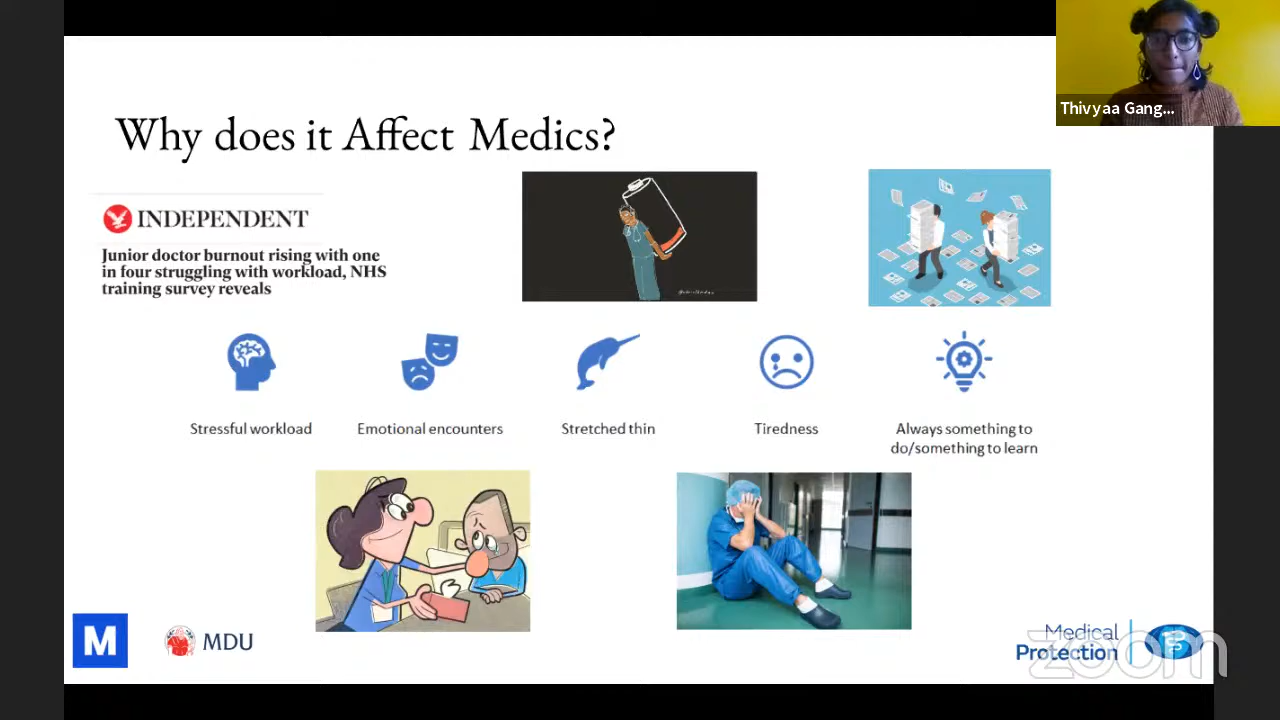 Thivyaa Gang...
Why does it Affect Medics?
INDEPENDENT
Junior doctor burnout rising with one
in four struggling with workload, NHS
training survey reveals
Stressful workload
Emotional encounters
Stretched thin
Tiredness
Always something to
do/something to learn
M
MDU
Medical
Protection
zoom